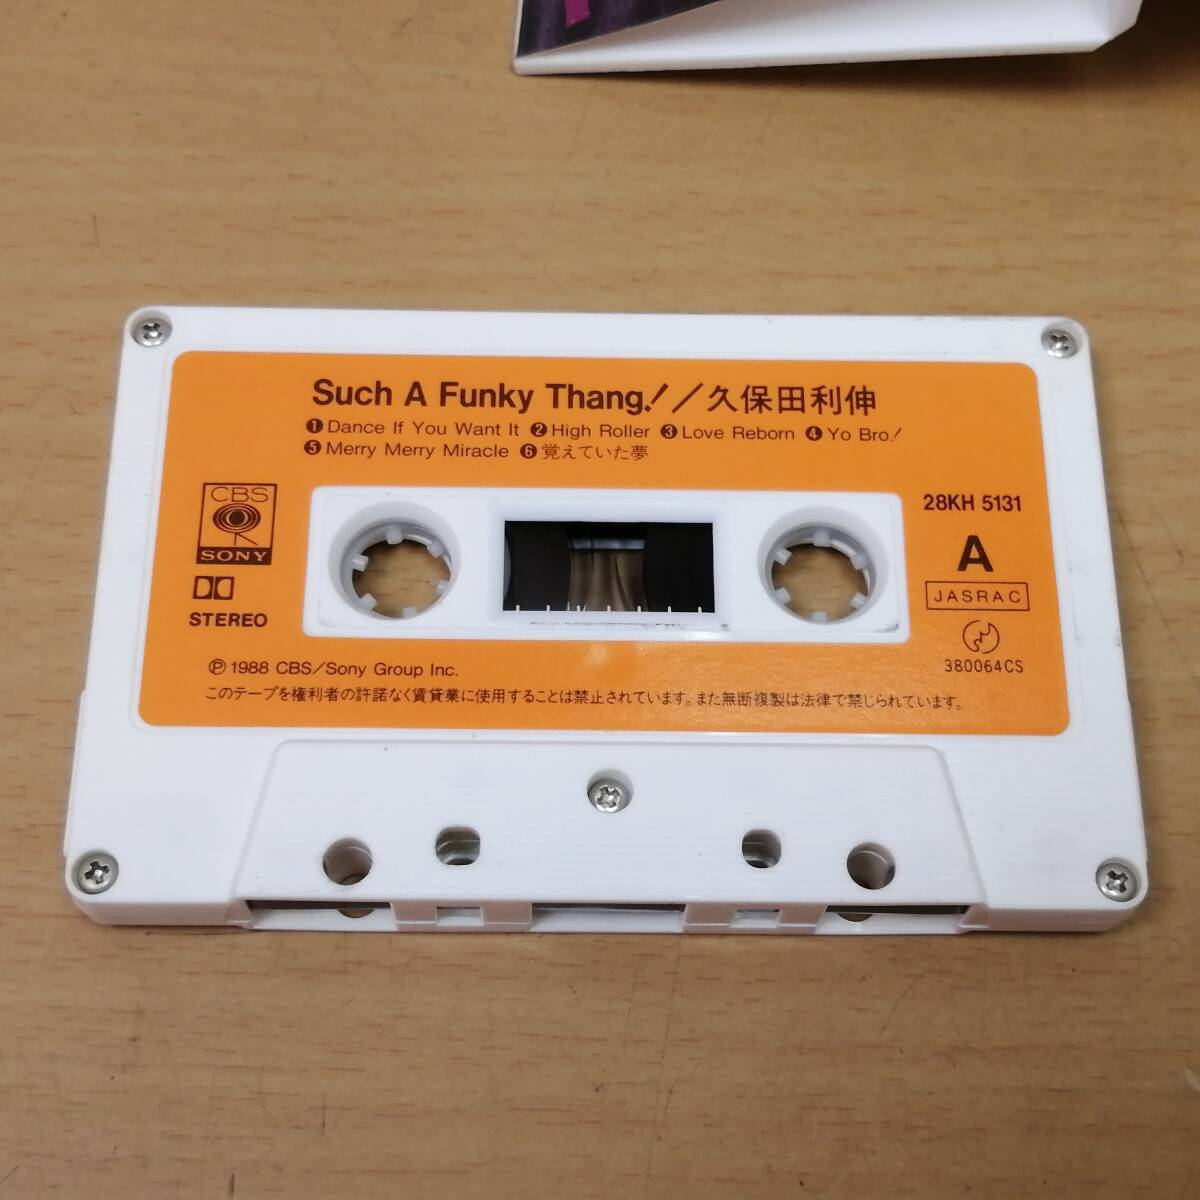 Such A Funky Thang!／久保田利伸
❶Dance If You Want It ❷High Roller ❸Love Reborn ❹Yo Bro!
❺Merry Merry Miracle ❻覚えていた夢
CBS
SONY
STEREO
28KH 5131
A
JASRAC
380064CS
Ⓟ1988 CBS/Sony Group Inc.
このテープを権利者の許諾なく賃貸業に使用することは禁止されています。また無断複製は法律で禁じられています。